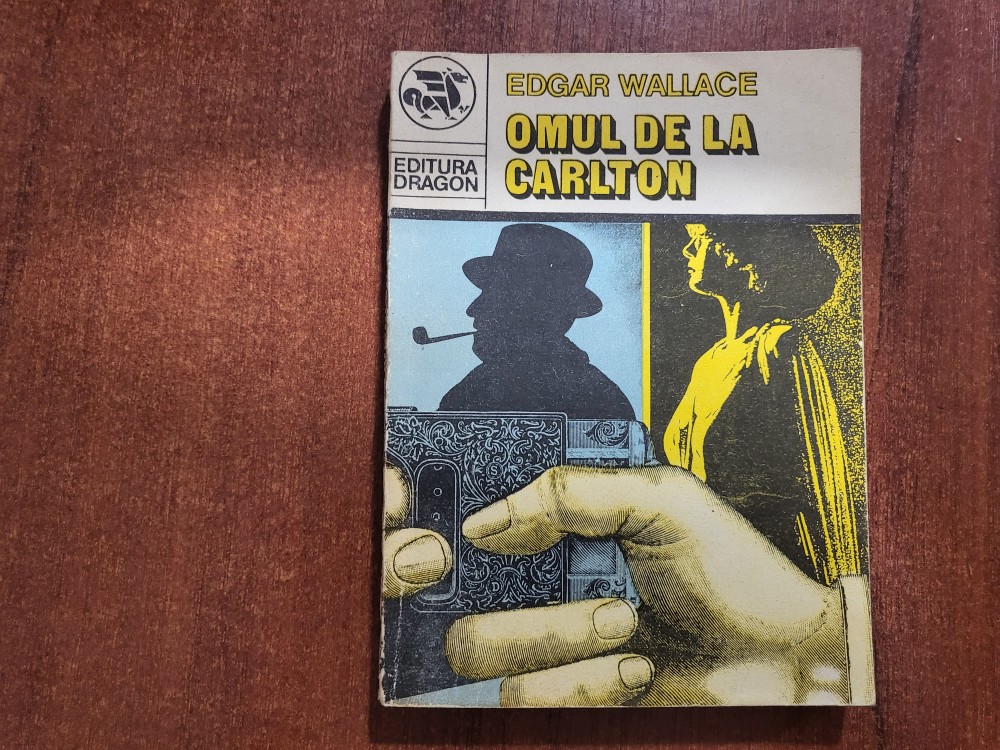 EDGAR WALLACE
OMUL DE LA
CARLTON
EDITURA
DRAGON